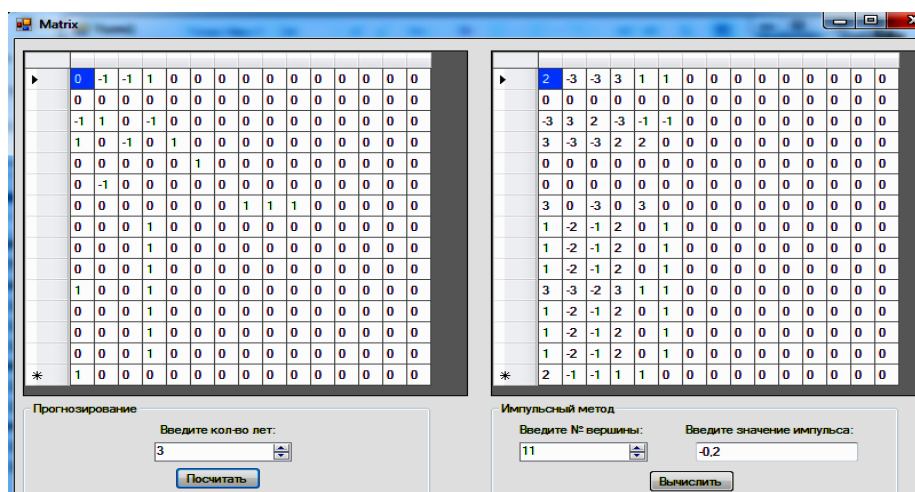 Matrix
0 -1 -1 1 0 0 0 0 0 0 0 0 0 0 0
2 -3 -3 3 1 1 0 0 0 0 0 0 0 0 0
0 0 0 0 0 0 0 0 0 0 0 0 0 0 0
0 0 0 0 0 0 0 0 0 0 0 0 0 0 0
-1 1 0 -1 0 0 0 0 0 0 0 0 0 0 0
-3 3 2 -3 -1 -1 0 0 0 0 0 0 0 0 0
1 0 -1 0 1 0 0 0 0 0 0 0 0 0 0
3 -3 -3 2 2 0 0 0 0 0 0 0 0 0 0
0 0 0 0 0 1 0 0 0 0 0 0 0 0 0
0 0 0 0 0 0 0 0 0 0 0 0 0 0 0
0 -1 0 0 0 0 0 0 0 0 0 0 0 0 0
0 0 0 0 0 0 0 0 0 0 0 0 0 0 0
0 0 0 0 0 0 0 1 1 1 0 0 0 0 0
3 0 -3 0 3 0 0 0 0 0 0 0 0 0 0
0 0 0 1 0 0 0 0 0 0 0 0 0 0 0
1 -2 -1 2 0 1 0 0 0 0 0 0 0 0 0
0 0 0 1 0 0 0 0 0 0 0 0 0 0 0
1 -2 -1 2 0 1 0 0 0 0 0 0 0 0 0
0 0 0 1 0 0 0 0 0 0 0 0 0 0 0
1 -2 -1 2 0 1 0 0 0 0 0 0 0 0 0
1 0 0 0 0 0 0 0 0 0 0 0 0 0 0
3 -3 -2 3 1 1 0 0 0 0 0 0 0 0 0
0 0 0 1 0 0 0 0 0 0 0 0 0 0 0
1 -2 -1 2 0 1 0 0 0 0 0 0 0 0 0
0 0 0 1 0 0 0 0 0 0 0 0 0 0 0
1 -2 -1 2 0 1 0 0 0 0 0 0 0 0 0
0 0 0 1 0 0 0 0 0 0 0 0 0 0 0
1 -2 -1 2 0 1 0 0 0 0 0 0 0 0 0
1 0 0 0 0 0 0 0 0 0 0 0 0 0 0
2 -1 -1 1 1 0 0 0 0 0 0 0 0 0 0
Прогнозирование
Введите кол-во лет:
3
Посчитать
Импульсный метод
Введите № вершины:
Введите значение импульса:
11
-0,2
Вычислить